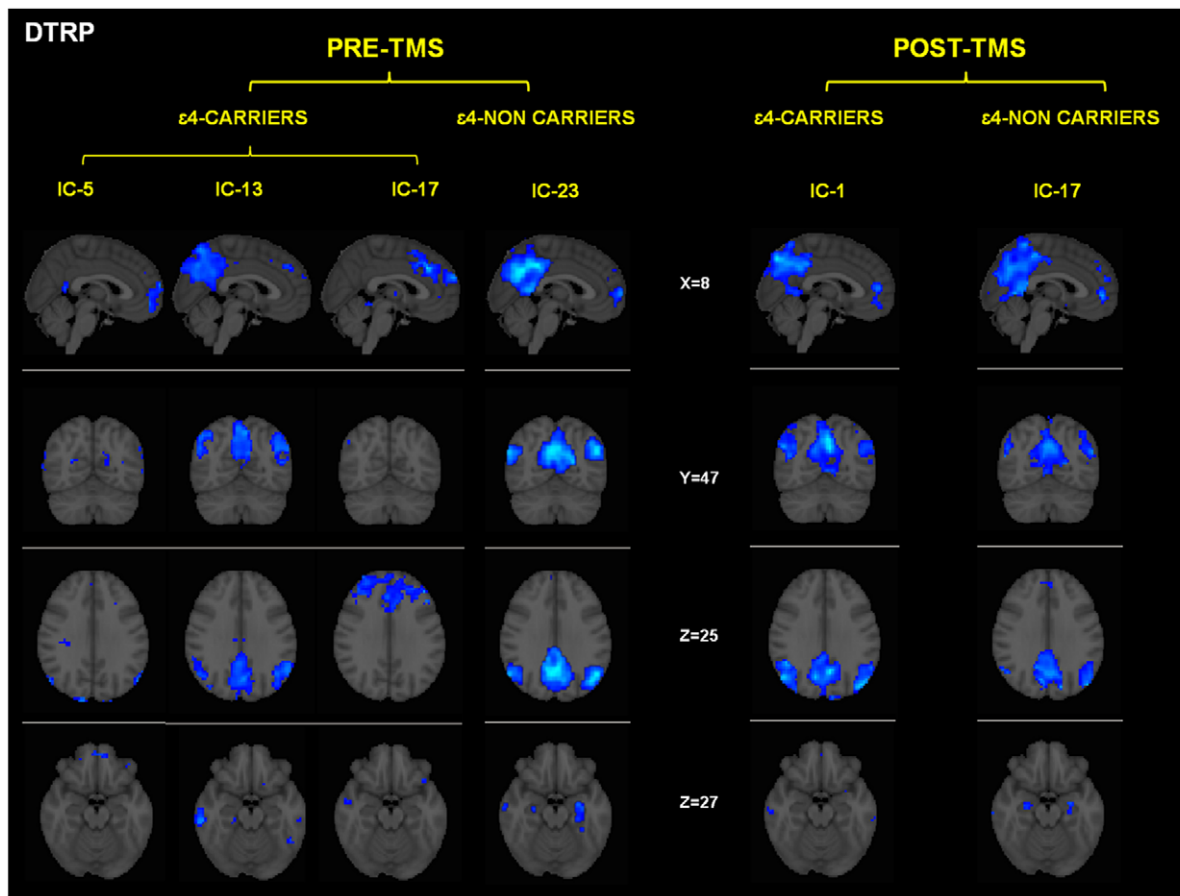 DTRP
PRE-TMS
POST-TMS
ε4-CARRIERS
ε4-NON CARRIERS
ε4-CARRIERS
ε4-NON CARRIERS
IC-5
IC-13
IC-17
IC-23
IC-1
IC-17
X=8
Y=47
Z=25
Z=27